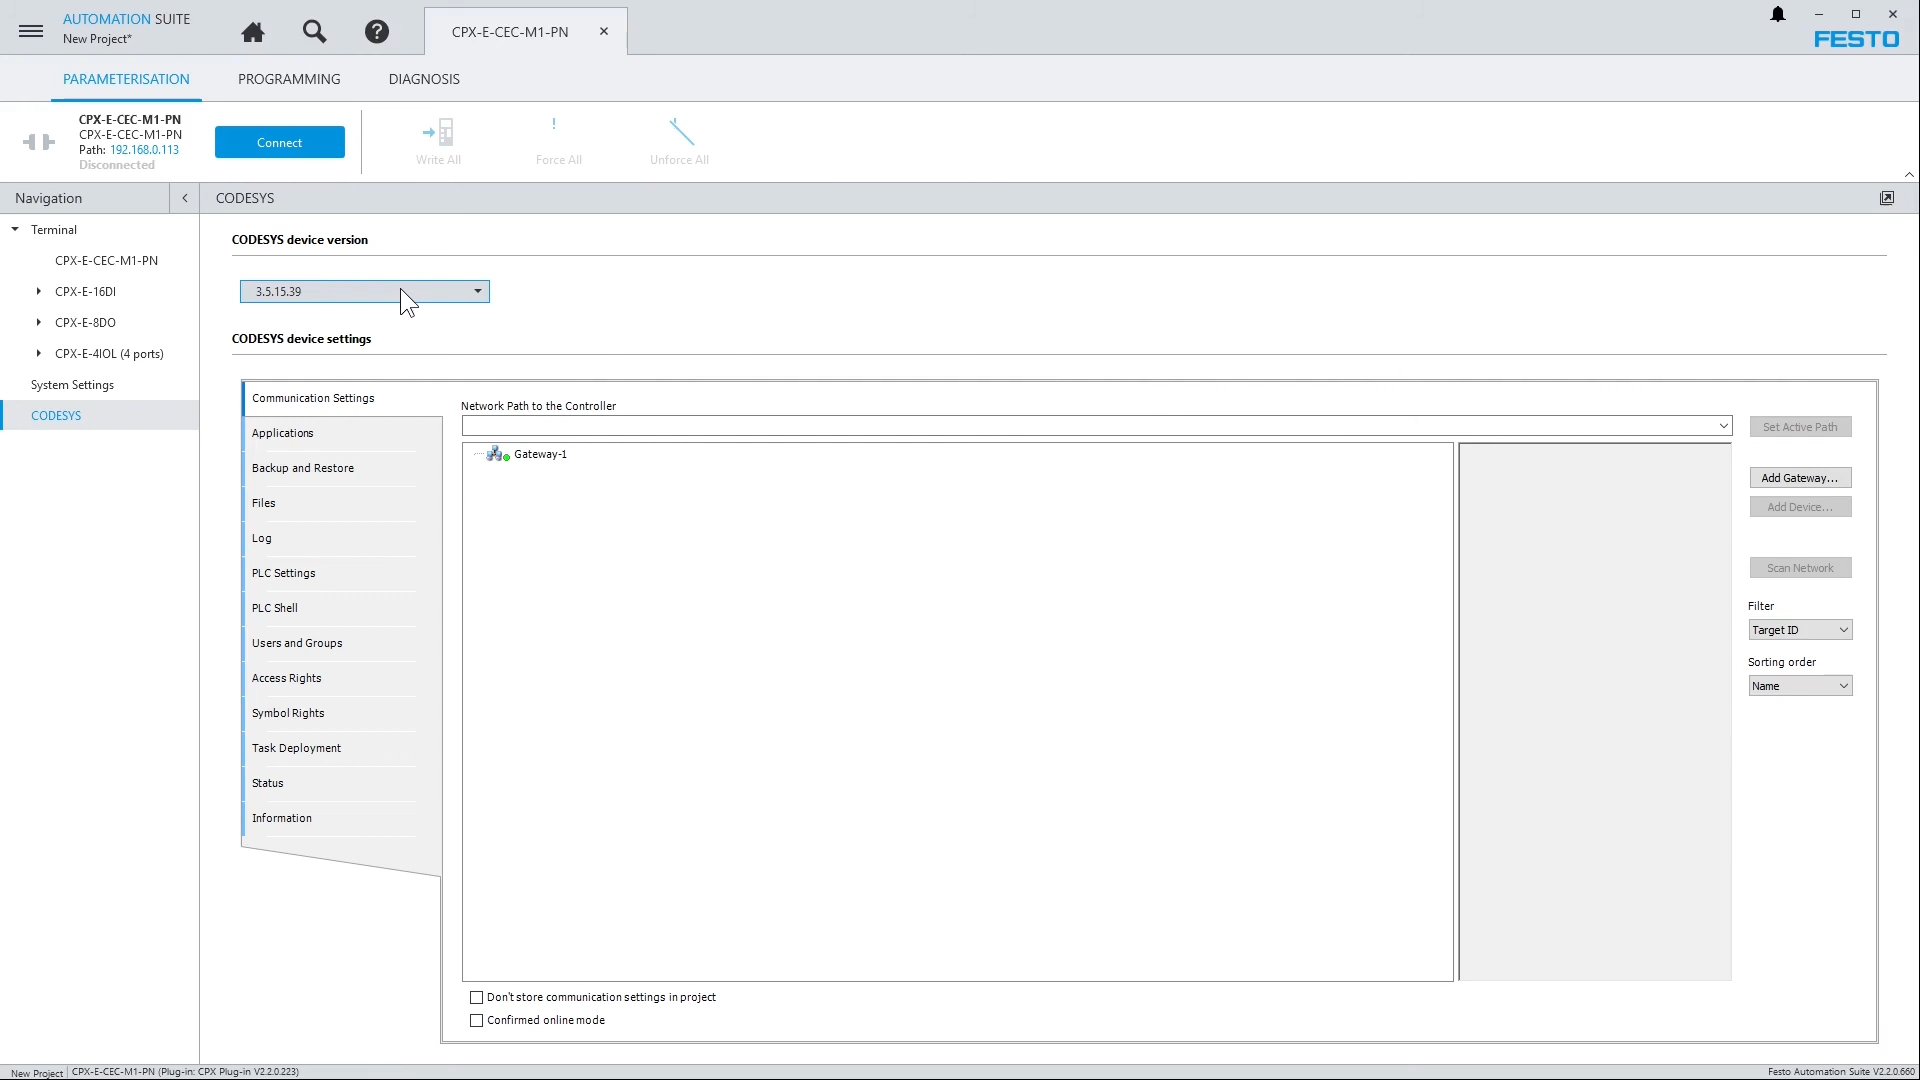 AUTOMATION SUITE
New Project*
CPX-E-CEC-M1-PN
FESTO
PARAMETERISATION
PROGRAMMING
DIAGNOSIS
CPX-E-CEC-M1-PN
CPX-E-CEC-M1-PN
Path: 192.168.0.113
Disconnected
Connect
Write All
Force All
Unforce All
Navigation
CODESYS
Terminal
CPX-E-CEC-M1-PN
CPX-E-16DI
CPX-E-8DO
CPX-E-4IOL (4 ports)
System Settings
CODESYS
CODESYS device version
3.5.15.39
CODESYS device settings
Communication Settings
Applications
Backup and Restore
Files
Log
PLC Settings
PLC Shell
Users and Groups
Access Rights
Symbol Rights
Task Deployment
Status
Information
Network Path to the Controller
Gateway-1
Set Active Path
Add Gateway...
Add Device...
Scan Network
Filter
Target ID
Sorting order
Name
Don't store communication settings in project
Confirmed online mode
New Project
CPX-E-CEC-M1-PN (Plug-in: CPX Plug-in V2.2.0.223)
Festo Automation Suite V2.2.0.660